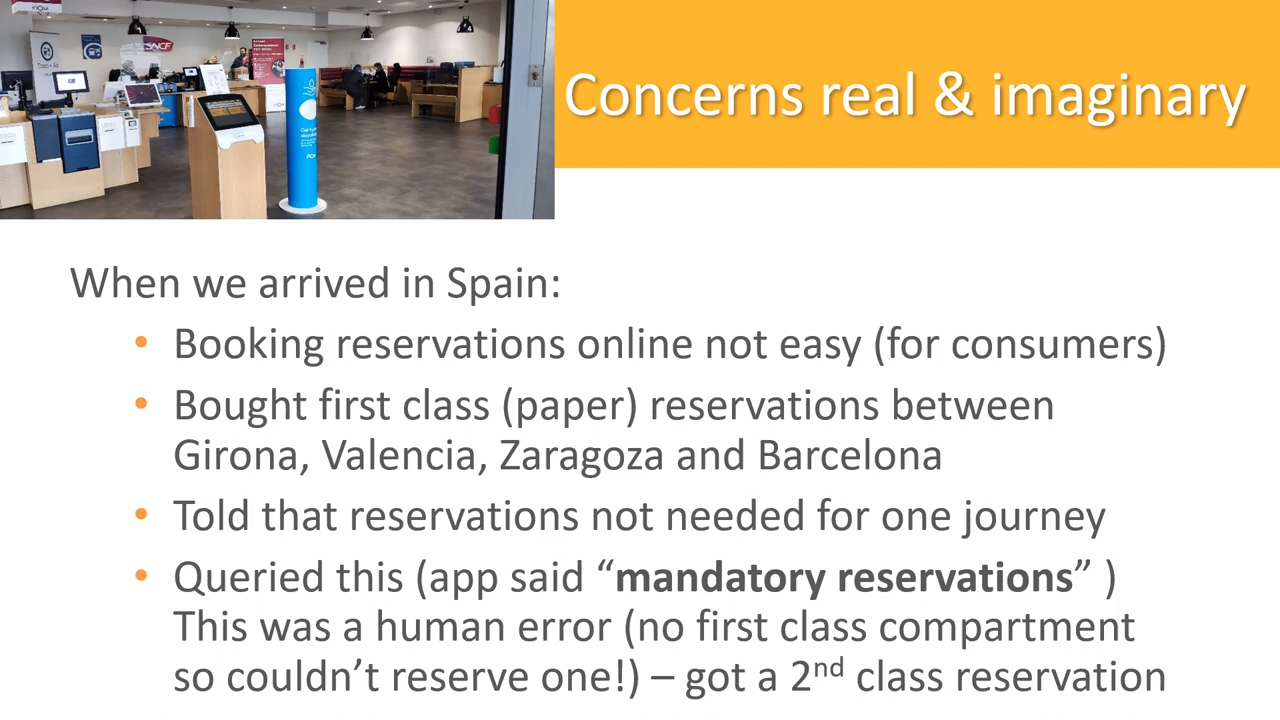 SNCF
Concerns real & imaginary
When we arrived in Spain:
• Booking reservations online not easy (for consumers)
• Bought first class (paper) reservations between
Girona, Valencia, Zaragoza and Barcelona
• Told that reservations not needed for one journey
• Queried this (app said “mandatory reservations” )
This was a human error (no first class compartment
so couldn’t reserve one!) – got a 2nd class reservation